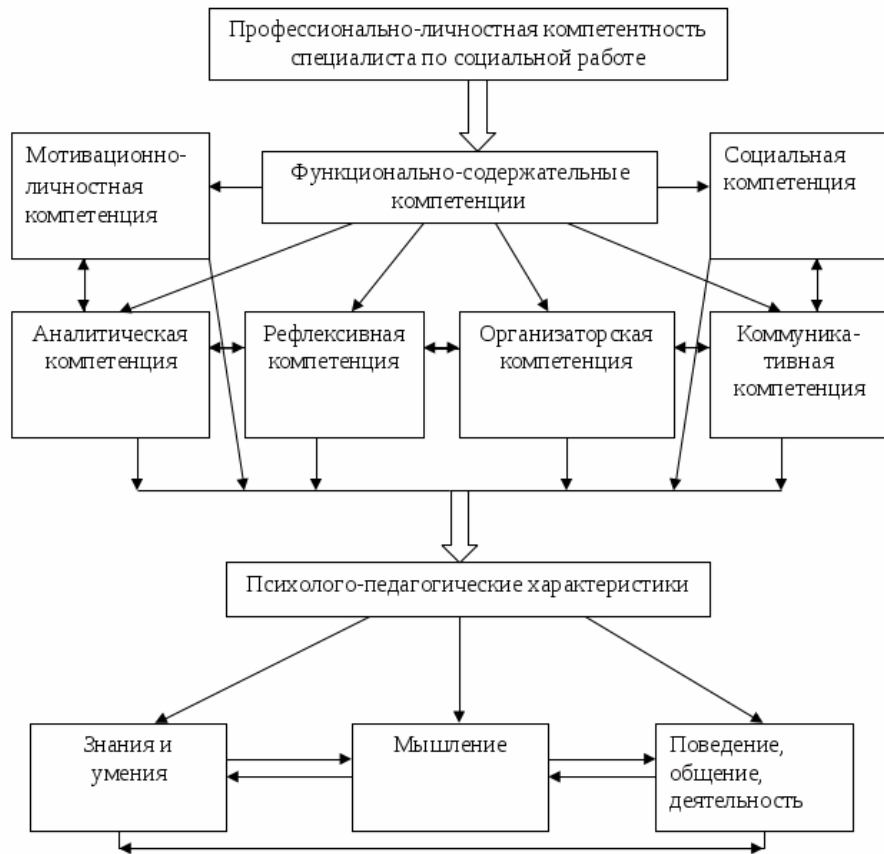 Профессионально-личностная компетентность
специалиста по социальной работе
Мотивационно-
личностная
компетенция
Функционально-содержательные
компетенции
Социальная
компетенция
Аналитическая
компетенция
Рефлексивная
компетенция
Организаторская
компетенция
Коммуника-
тивная
компетенция
Психолого-педагогические характеристики
Знания и
умения
Мышление
Поведение,
общение,
деятельность